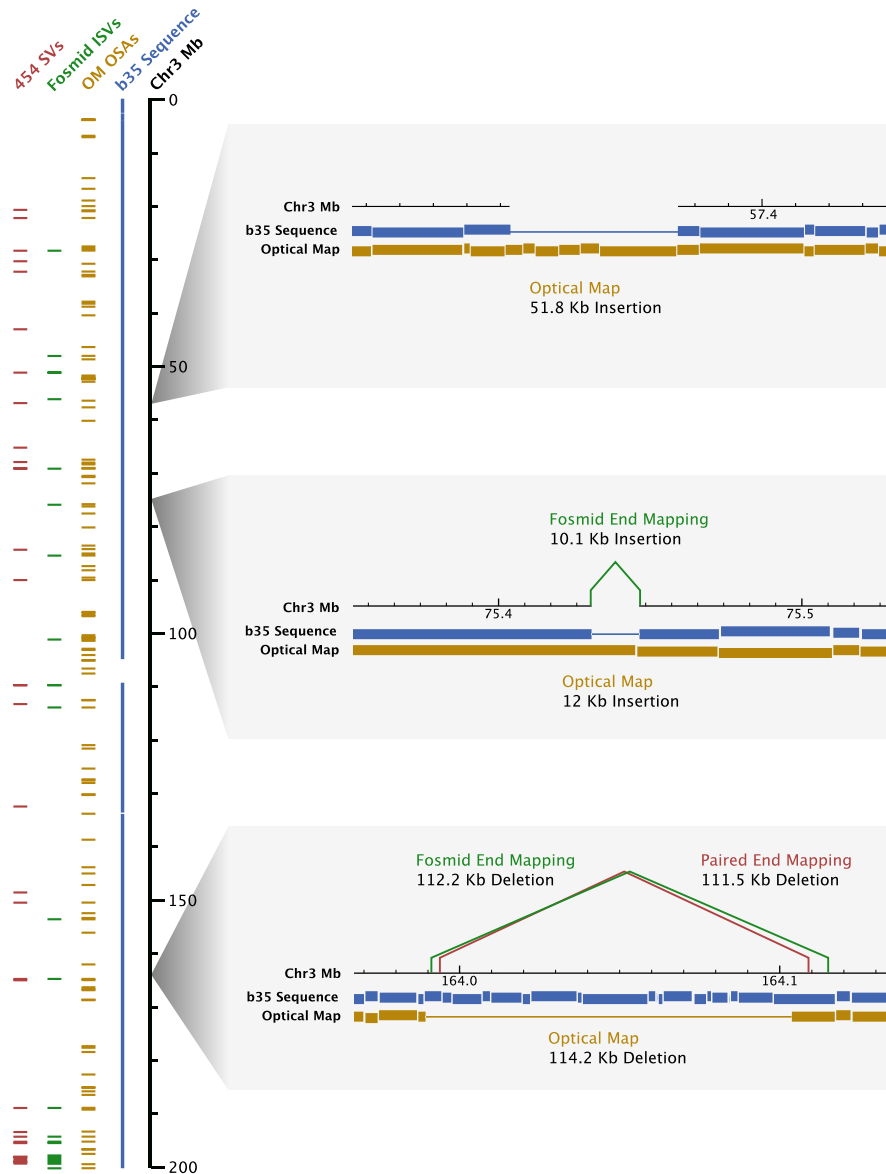 454 SVs
Fosmid ISVs
OM OSAs
b35 Sequence
Chr3 Mb
0
50
100
150
200
Chr3 Mb
57.4
b35 Sequence
Optical Map
Optical Map
51.8 Kb Insertion
Fosmid End Mapping
10.1 Kb Insertion
Chr3 Mb
75.4
75.5
b35 Sequence
Optical Map
Optical Map
12 Kb Insertion
Fosmid End Mapping
112.2 Kb Deletion
Paired End Mapping
111.5 Kb Deletion
Chr3 Mb
164.0
164.1
b35 Sequence
Optical Map
Optical Map
114.2 Kb Deletion